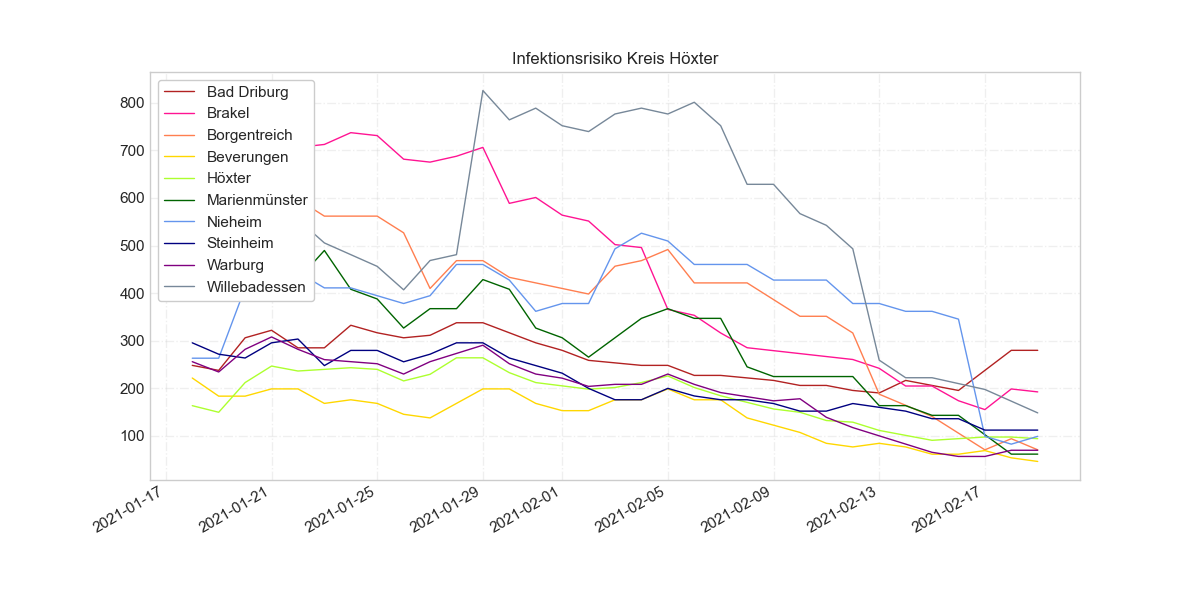 Infektionsrisiko Kreis Höxter
800
700
600
500
400
300
200
100
Bad Driburg
Brakel
Borgentreich
Beverungen
Höxter
Marienmünster
Nieheim
Steinheim
Warburg
Willebadessen
2021-01-17
2021-01-21
2021-01-25
2021-01-29
2021-02-01
2021-02-05
2021-02-09
2021-02-13
2021-02-17